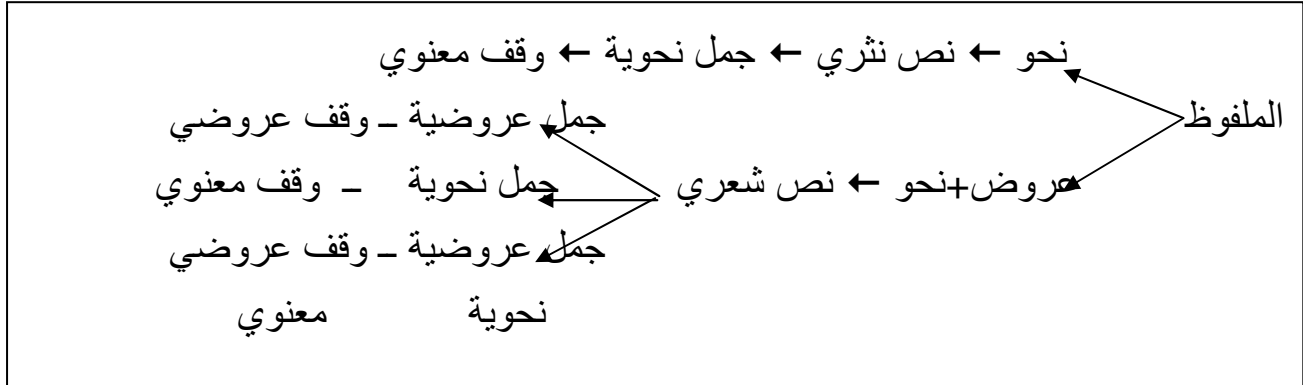 نحو ← نص نثري ← جمل نحوية ← وقف معنوي
الملفوظ
جمل عروضية ـ وقف عروضي
عروض+نحو ← نص شعري
جمل نحوية ـ وقف معنوي
جمل عروضية ـ وقف عروضي
نحوية معنوي